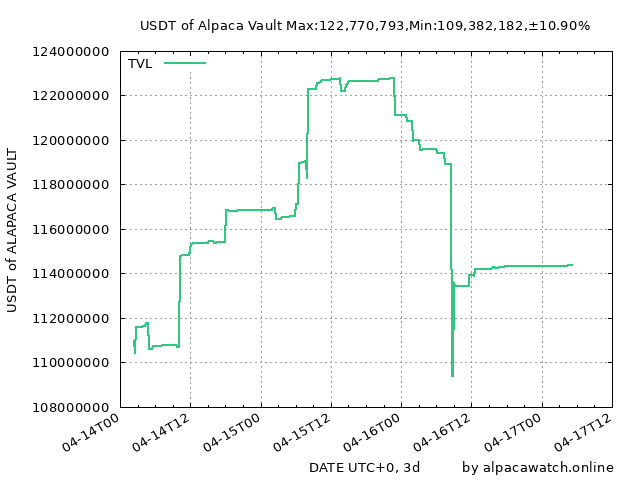 USDT of Alpaca Vault Max:122,770,793,Min:109,382,182,±10.90%
TVL
124000000
122000000
120000000
118000000
116000000
114000000
112000000
110000000
108000000
USDT of ALAPACA VAULT
04-14T00
04-14T12
04-15T00
04-15T12
04-16T00
04-16T12
04-17T00
04-17T12
DATE UTC+0, 3d
by alpacawatch.online